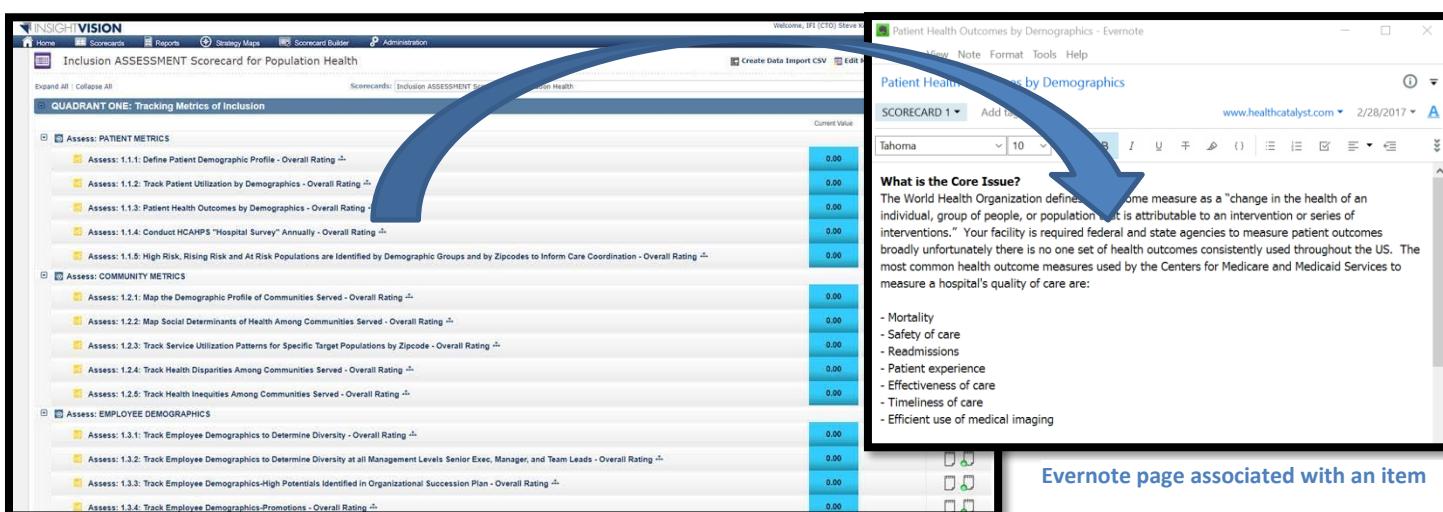 INSIGHTVISION
Welcome, IFI (CTO) Steve
Home Scorecards Reports Strategy Maps Scorecard Builder Administration
Inclusion ASSESSMENT Scorecard for Population Health
Create Data Import CSV Edit
Expand All | Collapse All
Scorecards: Inclusion ASSESSMENT Health
QUADRANT ONE: Tracking Metrics of Inclusion
Current Value
Assess: PATIENT METRICS
Assess: 1.1.1: Define Patient Demographic Profile - Overall Rating 0.00
Assess: 1.1.2: Track Patient Utilization by Demographics - Overall Rating 0.00
Assess: 1.1.3: Patient Health Outcomes by Demographics - Overall Rating 0.00
Assess: 1.1.4: Conduct HCAHPS "Hospital Survey" Annually - Overall Rating 0.00
Assess: 1.1.5: High Risk, Rising Risk and At Risk Populations are Identified by Demographic Groups and by Zipcodes to Inform Care Coordination - Overall Rating 0.00
Assess: COMMUNITY METRICS
Assess: 1.2.1: Map the Demographic Profile of Communities Served - Overall Rating 0.00
Assess: 1.2.2: Map Social Determinants of Health Among Communities Served - Overall Rating 0.00
Assess: 1.2.3: Track Service Utilization Patterns for Specific Target Populations by Zipcode - Overall Rating 0.00
Assess: 1.2.4: Track Health Disparities Among Communities Served - Overall Rating 0.00
Assess: 1.2.5: Track Health Inequities Among Communities Served - Overall Rating 0.00
Assess: EMPLOYEE DEMOGRAPHICS
Assess: 1.3.1: Track Employee Demographics to Determine Diversity - Overall Rating 0.00
Assess: 1.3.2: Track Employee Demographics to Determine Diversity at all Management Levels Senior Exec, Manager, and Team Leads - Overall Rating 0.00
Assess: 1.3.3: Track Employee Demographics-High Potentials Identified in Organizational Succession Plan - Overall Rating 0.00
Assess: 1.3.4: Track Employee Demographics-Promotions - Overall Rating 0.00
Patient Health Outcomes by Demographics - Evernote
View Note Format Tools Help
Patient Health by Demographics
SCORECARD 1 Add www.healthcatalyst.com 2/28/2017
Tahoma 10 B I U T
What is the Core Issue?
The World Health Organization defines measure as a “change in the health of an
individual, group of people, or population is attributable to an intervention or series of
interventions.” Your facility is required federal and state agencies to measure patient outcomes
broadly unfortunately there is no one set of health outcomes consistently used throughout the US. The
most common health outcome measures used by the Centers for Medicare and Medicaid Services to
measure a hospital's quality of care are:
- Mortality
- Safety of care
- Readmissions
- Patient experience
- Effectiveness of care
- Timeliness of care
- Efficient use of medical imaging
Evernote page associated with an item